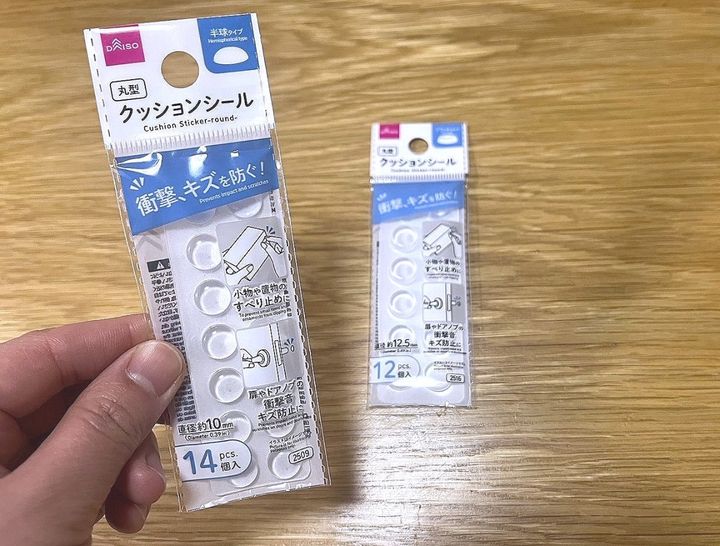 DAISO
半球タイプ
Hemispherical type
丸型
クッションシール
Cushion Sticker-round-
衝撃、キズを防ぐ!
Prevents impact and scratches
小物や置物の
すべり止めに
扉やドアノブの
衝撃音
キズ防止に
直径約10mm
(Diameter 0.39 in.)
14 pcs.
個入
2509
丸型
クッションシール
Cushion Sticker-round-
衝撃、キズを防ぐ!
小物や置物の
すべり止めに
扉やドアノブの
衝撃音
キズ防止に
直径約12.5mm
12 pcs.
個入
2516